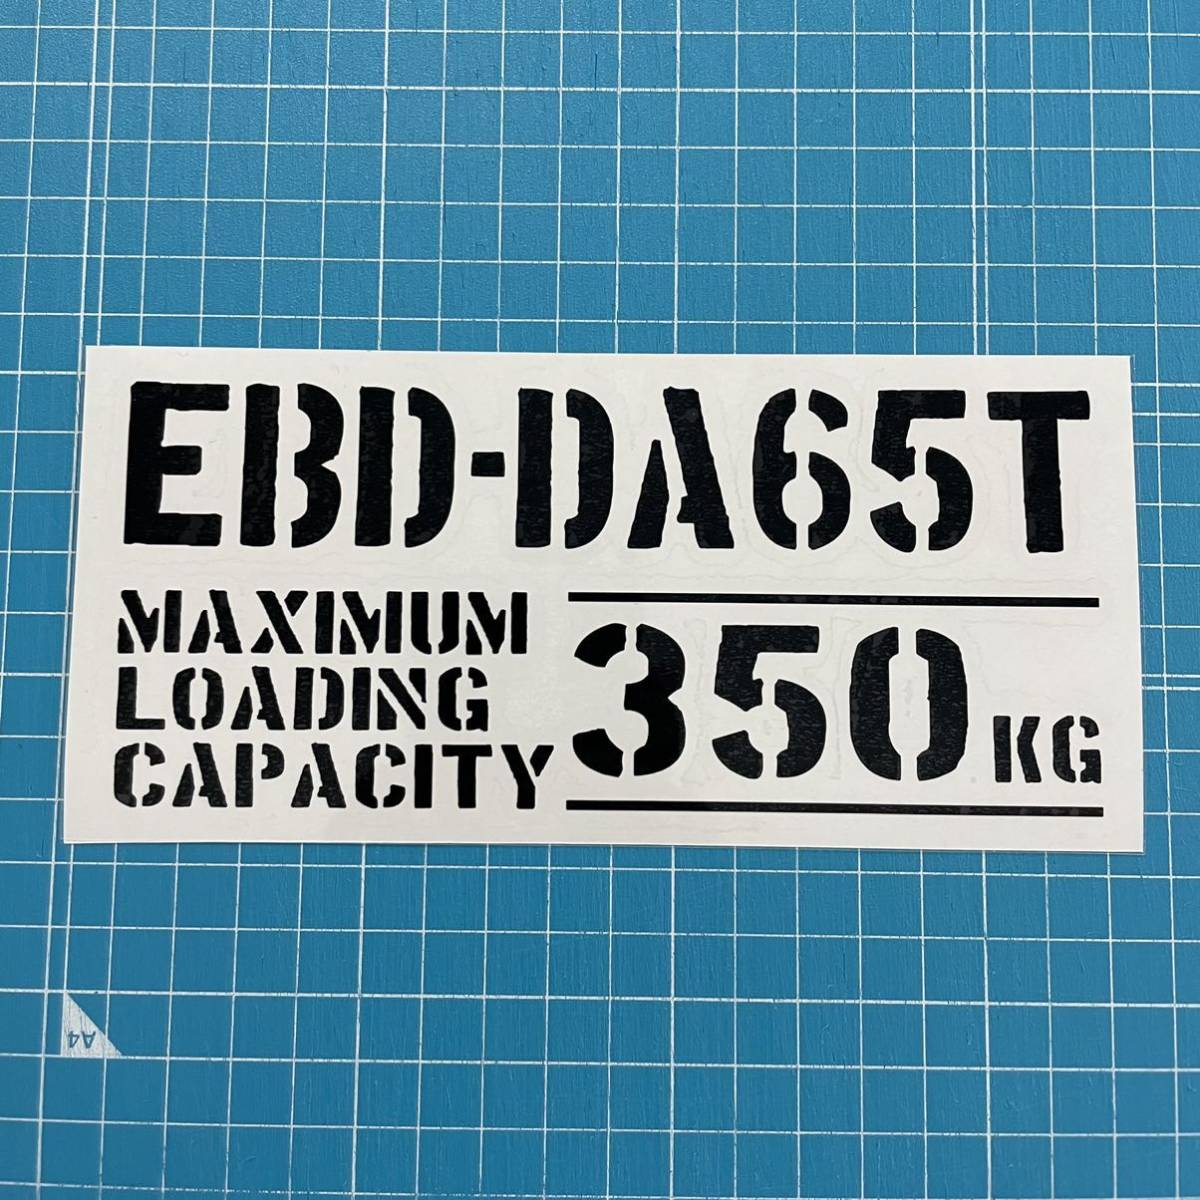 EBD-DA65T
MAXIMUM
LOADING
CAPACITY
350 KG
A4